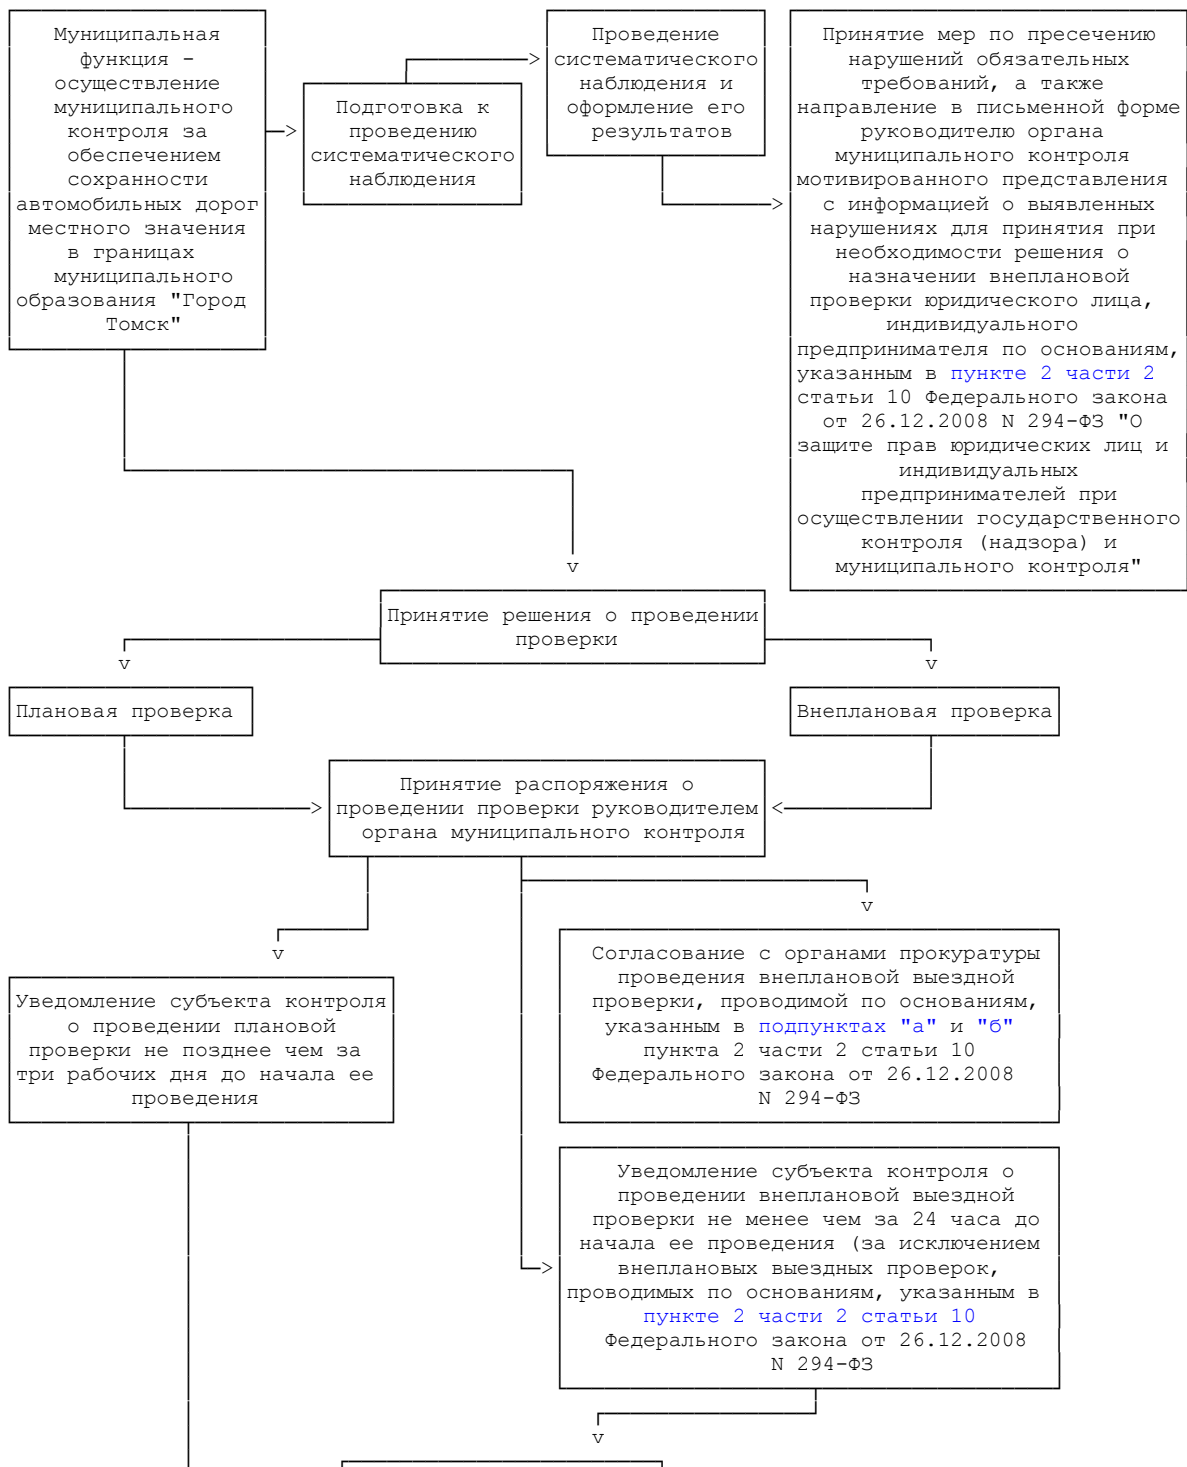 Муниципальная
функция -
осуществление
муниципального
контроля за
обеспечением
сохранности
автомобильных дорог
местного значения
в границах
муниципального
образования "Город
Томск"
Подготовка к
проведению
систематического
наблюдения
Проведение
систематического
наблюдения и
оформление его
результатов
Принятие мер по пресечению
нарушений обязательных
требований, а также
направление в письменной форме
руководителю органа
муниципального контроля
мотивированного представления
с информацией о выявленных
нарушениях для принятия при
необходимости решения о
назначении внеплановой
проверки юридического лица,
индивидуального
предпринимателя по основаниям,
указанным в пункте 2 части 2
статьи 10 Федерального закона
от 26.12.2008 N 294-ФЗ "О
защите прав юридических лиц и
индивидуальных
предпринимателей при
осуществлении государственного
контроля (надзора) и
муниципального контроля"
Принятие решения о проведении
проверки
Плановая проверка
Внеплановая проверка
Принятие распоряжения о
проведении проверки руководителем
органа муниципального контроля
Уведомление субъекта контроля
о проведении плановой
проверки не позднее чем за
три рабочих дня до начала ее
проведения
Согласование с органами прокуратуры
проведения внеплановой выездной
проверки, проводимой по основаниям,
указанным в подпунктах "а" и "б"
пункта 2 части 2 статьи 10
Федерального закона от 26.12.2008
N 294-ФЗ
Уведомление субъекта контроля о
проведении внеплановой выездной
проверки не менее чем за 24 часа до
начала ее проведения (за исключением
внеплановых выездных проверок,
проводимых по основаниям, указанным в
пункте 2 части 2 статьи 10
Федерального закона от 26.12.2008
N 294-ФЗ